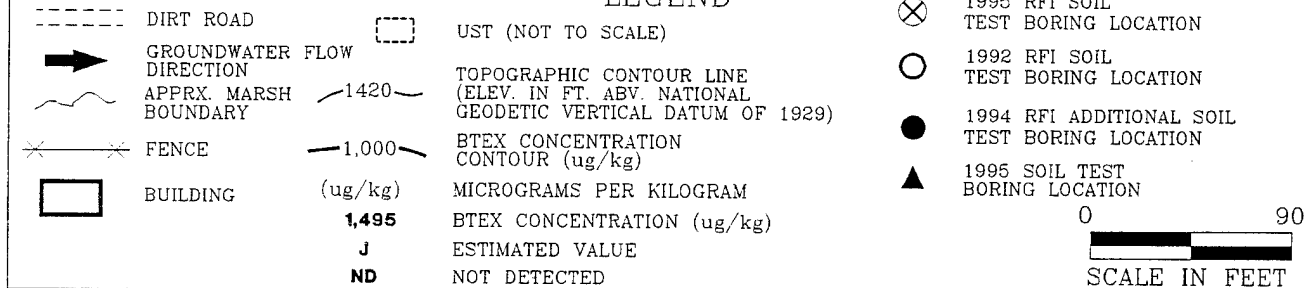 LEGEND
DIRT ROAD
GROUNDWATER FLOW
DIRECTION
APPRX. MARSH
BOUNDARY
FENCE
BUILDING
UST (NOT TO SCALE)
1420
TOPOGRAPHIC CONTOUR LINE
(ELEV. IN FT. ABV. NATIONAL
GEODETIC VERTICAL DATUM OF 1929)
1,000
BTEX CONCENTRATION
CONTOUR (ug/kg)
(ug/kg) MICROGRAMS PER KILOGRAM
1,495 BTEX CONCENTRATION (ug/kg)
J ESTIMATED VALUE
ND NOT DETECTED
1995 RFI SOIL
TEST BORING LOCATION
1992 RFI SOIL
TEST BORING LOCATION
1994 RFI ADDITIONAL SOIL
TEST BORING LOCATION
1995 SOIL TEST
BORING LOCATION
0 90
SCALE IN FEET